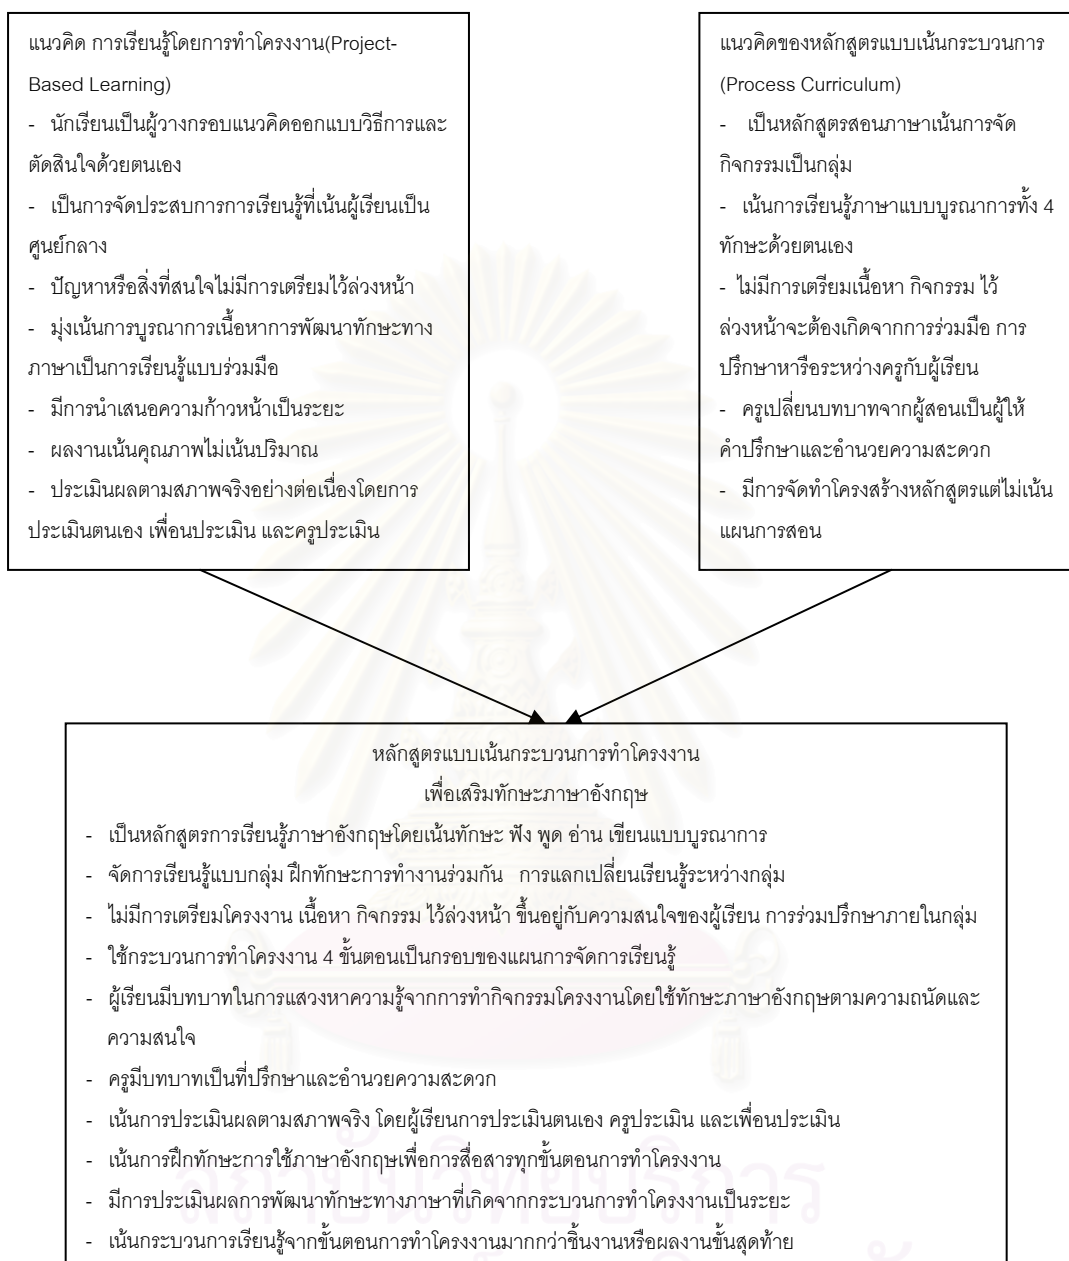 แนวคิด การเรียนรู้โดยการทำโครงงาน(Project-
Based Learning)
- นักเรียนเป็นผู้วางกรอบแนวคิดออกแบบวิธีการและ
ตัดสินใจด้วยตนเอง
- เป็นการจัดประสบการการเรียนรู้ที่เน้นผู้เรียนเป็น
ศูนย์กลาง
- ปัญหาหรือสิ่งที่สนใจไม่มีการเตรียมไว้ล่วงหน้า
- มุ่งเน้นการบูรณาการเนื้อหาการพัฒนาทักษะทาง
ภาษาเป็นการเรียนรู้แบบร่วมมือ
- มีการนำเสนอความก้าวหน้าเป็นระยะ
- ผลงานเน้นคุณภาพไม่เน้นปริมาณ
- ประเมินผลตามสภาพจริงอย่างต่อเนื่องโดยการ
ประเมินตนเอง เพื่อนประเมิน และครูประเมิน
แนวคิดของหลักสูตรแบบเน้นกระบวนการ
(Process Curriculum)
- เป็นหลักสูตรสอนภาษาเน้นการจัด
กิจกรรมเป็นกลุ่ม
- เน้นการเรียนรู้ภาษาแบบบูรณาการทั้ง 4
ทักษะด้วยตนเอง
- ไม่มีการเตรียมเนื้อหา กิจกรรม ไว้
ล่วงหน้าจะต้องเกิดจากการร่วมมือ การ
ปรึกษาหารือระหว่างครูกับผู้เรียน
- ครูเปลี่ยนบทบาทจากผู้สอนเป็นผู้ให้
คำปรึกษาและอำนวยความสะดวก
- มีการจัดทำโครงสร้างหลักสูตรแต่ไม่เน้น
แผนการสอน
หลักสูตรแบบเน้นกระบวนการทำโครงงาน
เพื่อเสริมทักษะภาษาอังกฤษ
- เป็นหลักสูตรการเรียนรู้ภาษาอังกฤษโดยเน้นทักษะ ฟัง พูด อ่าน เขียนแบบบูรณาการ
- จัดการเรียนรู้แบบกลุ่ม ฝึกทักษะการทำงานร่วมกัน การแลกเปลี่ยนเรียนรู้ระหว่างกลุ่ม
- ไม่มีการเตรียมโครงงาน เนื้อหา กิจกรรม ไว้ล่วงหน้า ขึ้นอยู่กับความสนใจของผู้เรียน การร่วมปรึกษาภายในกลุ่ม
- ใช้กระบวนการทำโครงงาน 4 ขั้นตอนเป็นกรอบของแผนการจัดการเรียนรู้
- ผู้เรียนมีบทบาทในการแสวงหาความรู้จากการทำกิจกรรมโครงงานโดยใช้ทักษะภาษาอังกฤษตามความถนัดและ
ความสนใจ
- ครูมีบทบาทเป็นที่ปรึกษาและอำนวยความสะดวก
- เน้นการประเมินผลตามสภาพจริง โดยผู้เรียนการประเมินตนเอง ครูประเมิน และเพื่อนประเมิน
- เน้นการฝึกทักษะการใช้ภาษาอังกฤษเพื่อการสื่อสารทุกขั้นตอนการทำโครงงาน
- มีการประเมินผลการพัฒนาทักษะทางภาษาที่เกิดจากกระบวนการทำโครงงานเป็นระยะ
สถาบันวิทยบริการ
- เน้นกระบวนการเรียนรู้จากขั้นตอนการทำโครงงานมากกว่าชิ้นงานหรือผลงานขั้นสุดท้าย